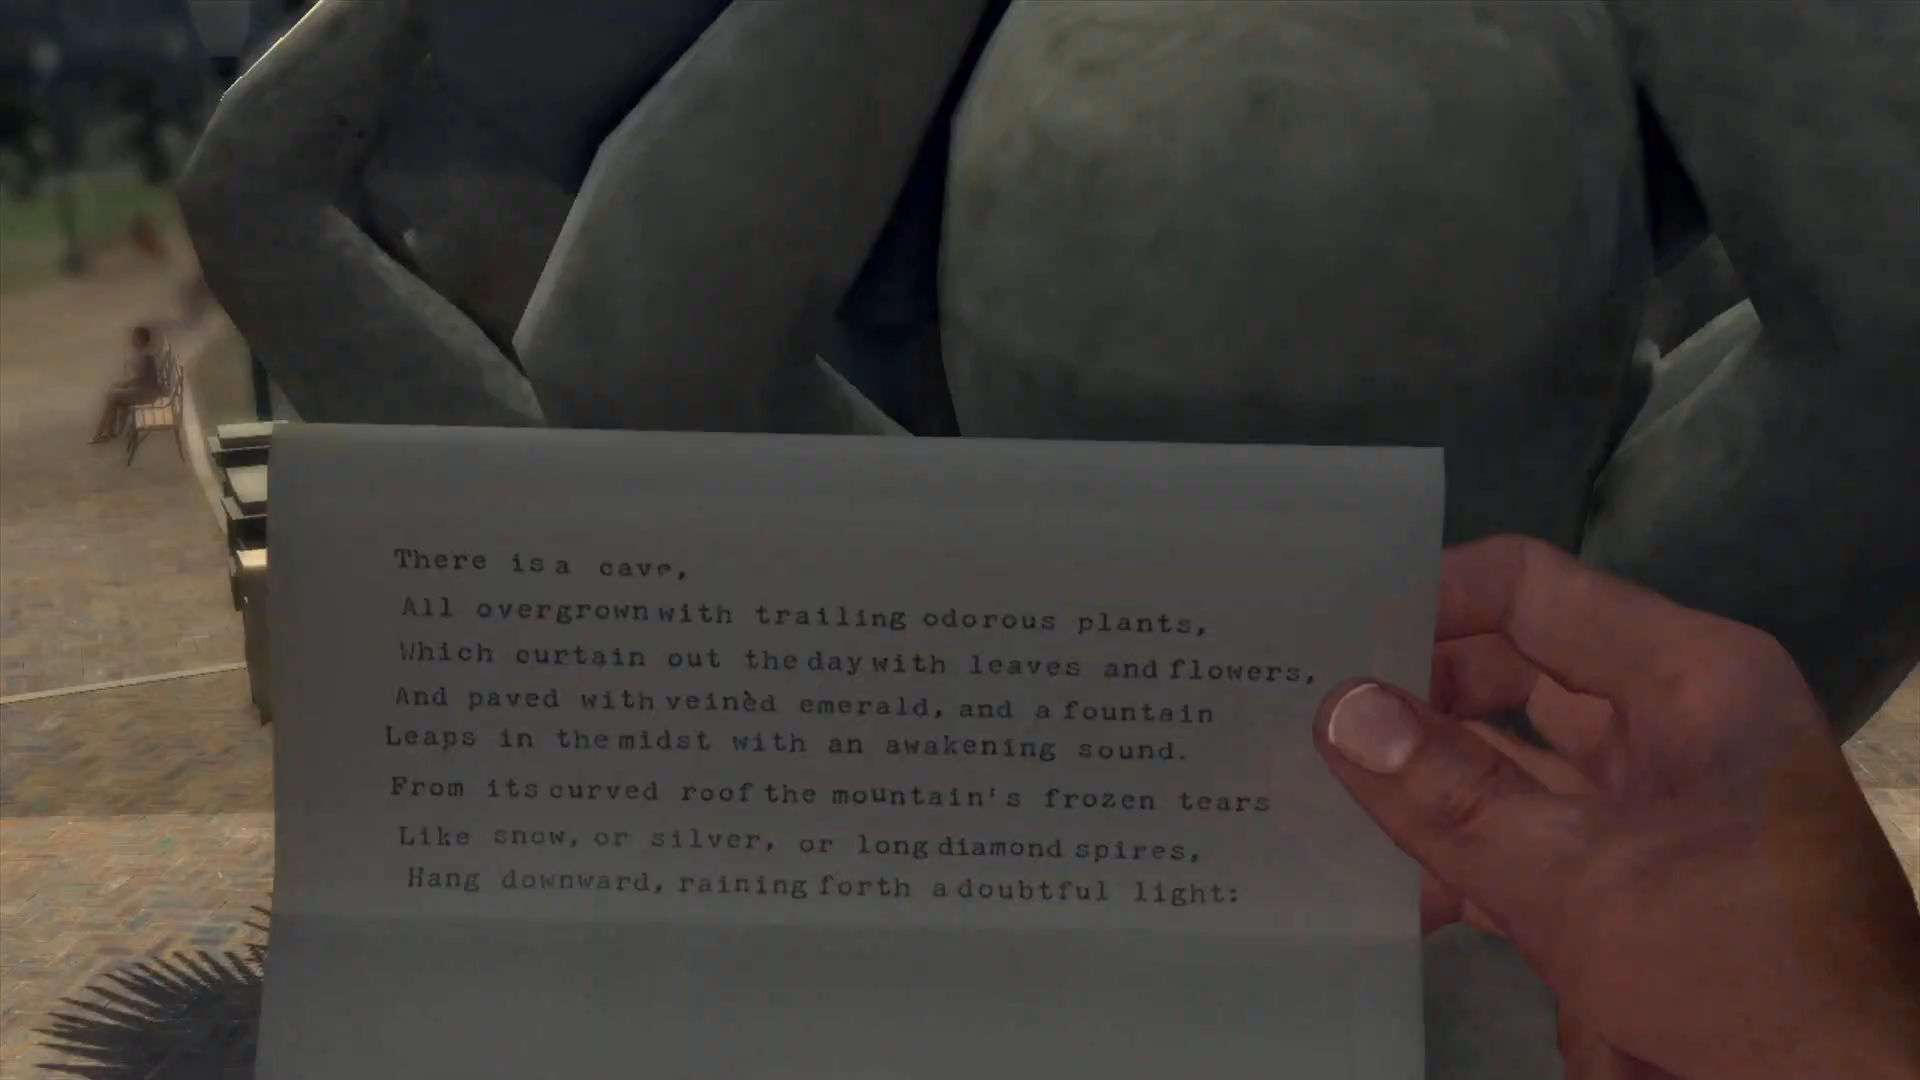 There is a cave,
All overgrown with trailing odorous plants,
Which curtain out the day with leaves and flowers,
And paved with veinèd emerald, and a fountain
Leaps in the midst with an awakening sound.
From its curved roof the mountain's frozen tears
Like snow, or silver, or long diamond spires,
Hang downward, raining forth a doubtful light: